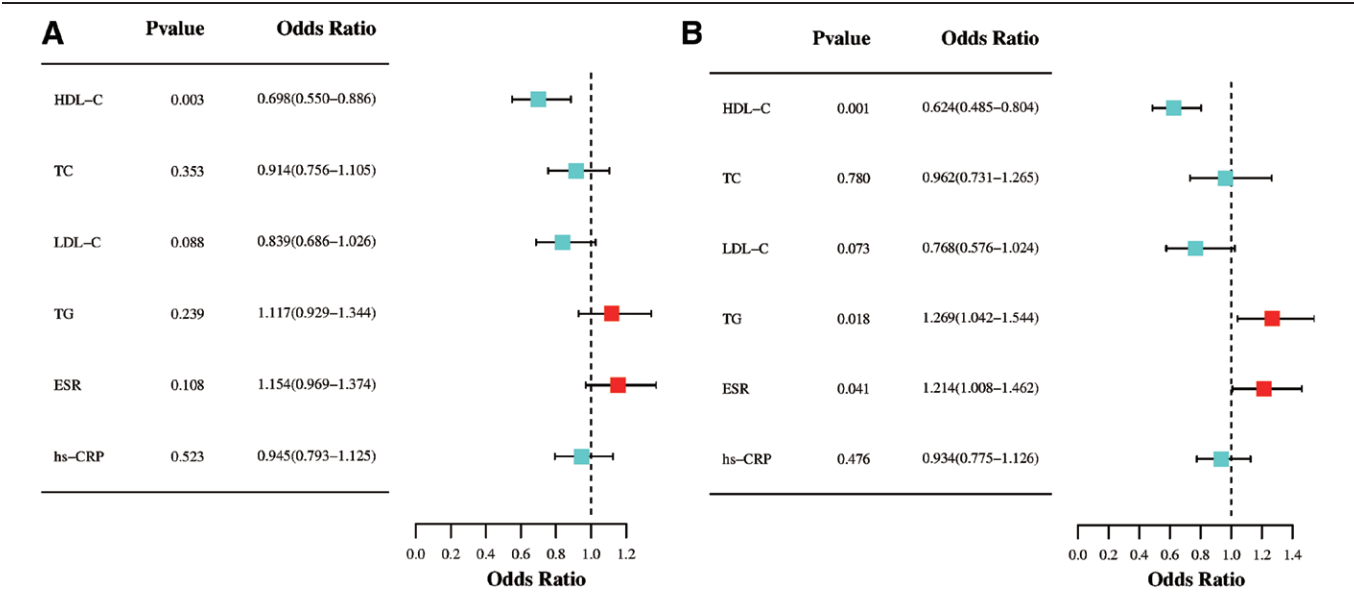 A
Pvalue Odds Ratio
HDL–C 0.003 0.698(0.550–0.886)
TC 0.353 0.914(0.756–1.105)
LDL–C 0.088 0.839(0.686–1.026)
TG 0.239 1.117(0.929–1.344)
ESR 0.108 1.154(0.969–1.374)
hs–CRP 0.523 0.945(0.793–1.125)
0.0 0.2 0.4 0.6 0.8 1.0 1.2
Odds Ratio
B
Pvalue Odds Ratio
HDL–C 0.001 0.624(0.485–0.804)
TC 0.780 0.962(0.731–1.265)
LDL–C 0.073 0.768(0.576–1.024)
TG 0.018 1.269(1.042–1.544)
ESR 0.041 1.214(1.008–1.462)
hs–CRP 0.476 0.934(0.775–1.126)
0.0 0.2 0.4 0.6 0.8 1.0 1.2 1.4
Odds Ratio